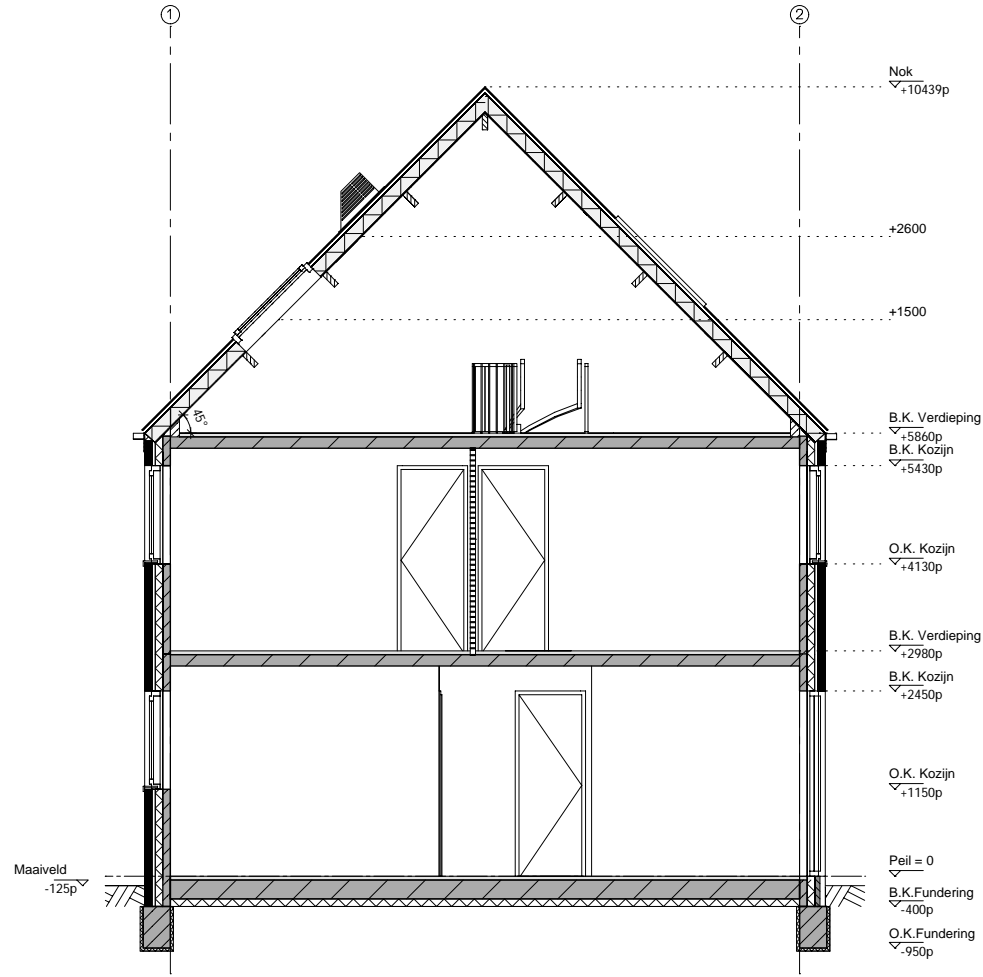 1 2
Nok
+10439p
+2600
+1500
45°
B.K. Verdieping
+5860p
B.K. Kozijn
+5430p
O.K. Kozijn
+4130p
B.K. Verdieping
+2980p
B.K. Kozijn
+2450p
O.K. Kozijn
+1150p
Maaiveld
-125p
Peil = 0
B.K.Fundering
-400p
O.K.Fundering
-950p